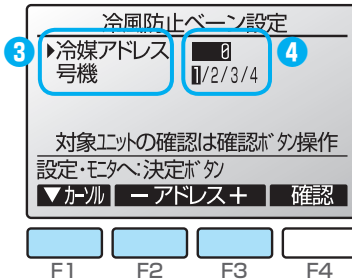 冷風防止ベーン設定
3 ▶冷媒アドレス 0 4
号機 1/2/3/4
対象ユニットの確認は確認ボタン操作
設定・モニタへ:決定ボタン
▼カーソル －アドレス＋ 確認
F1 F2 F3 F4